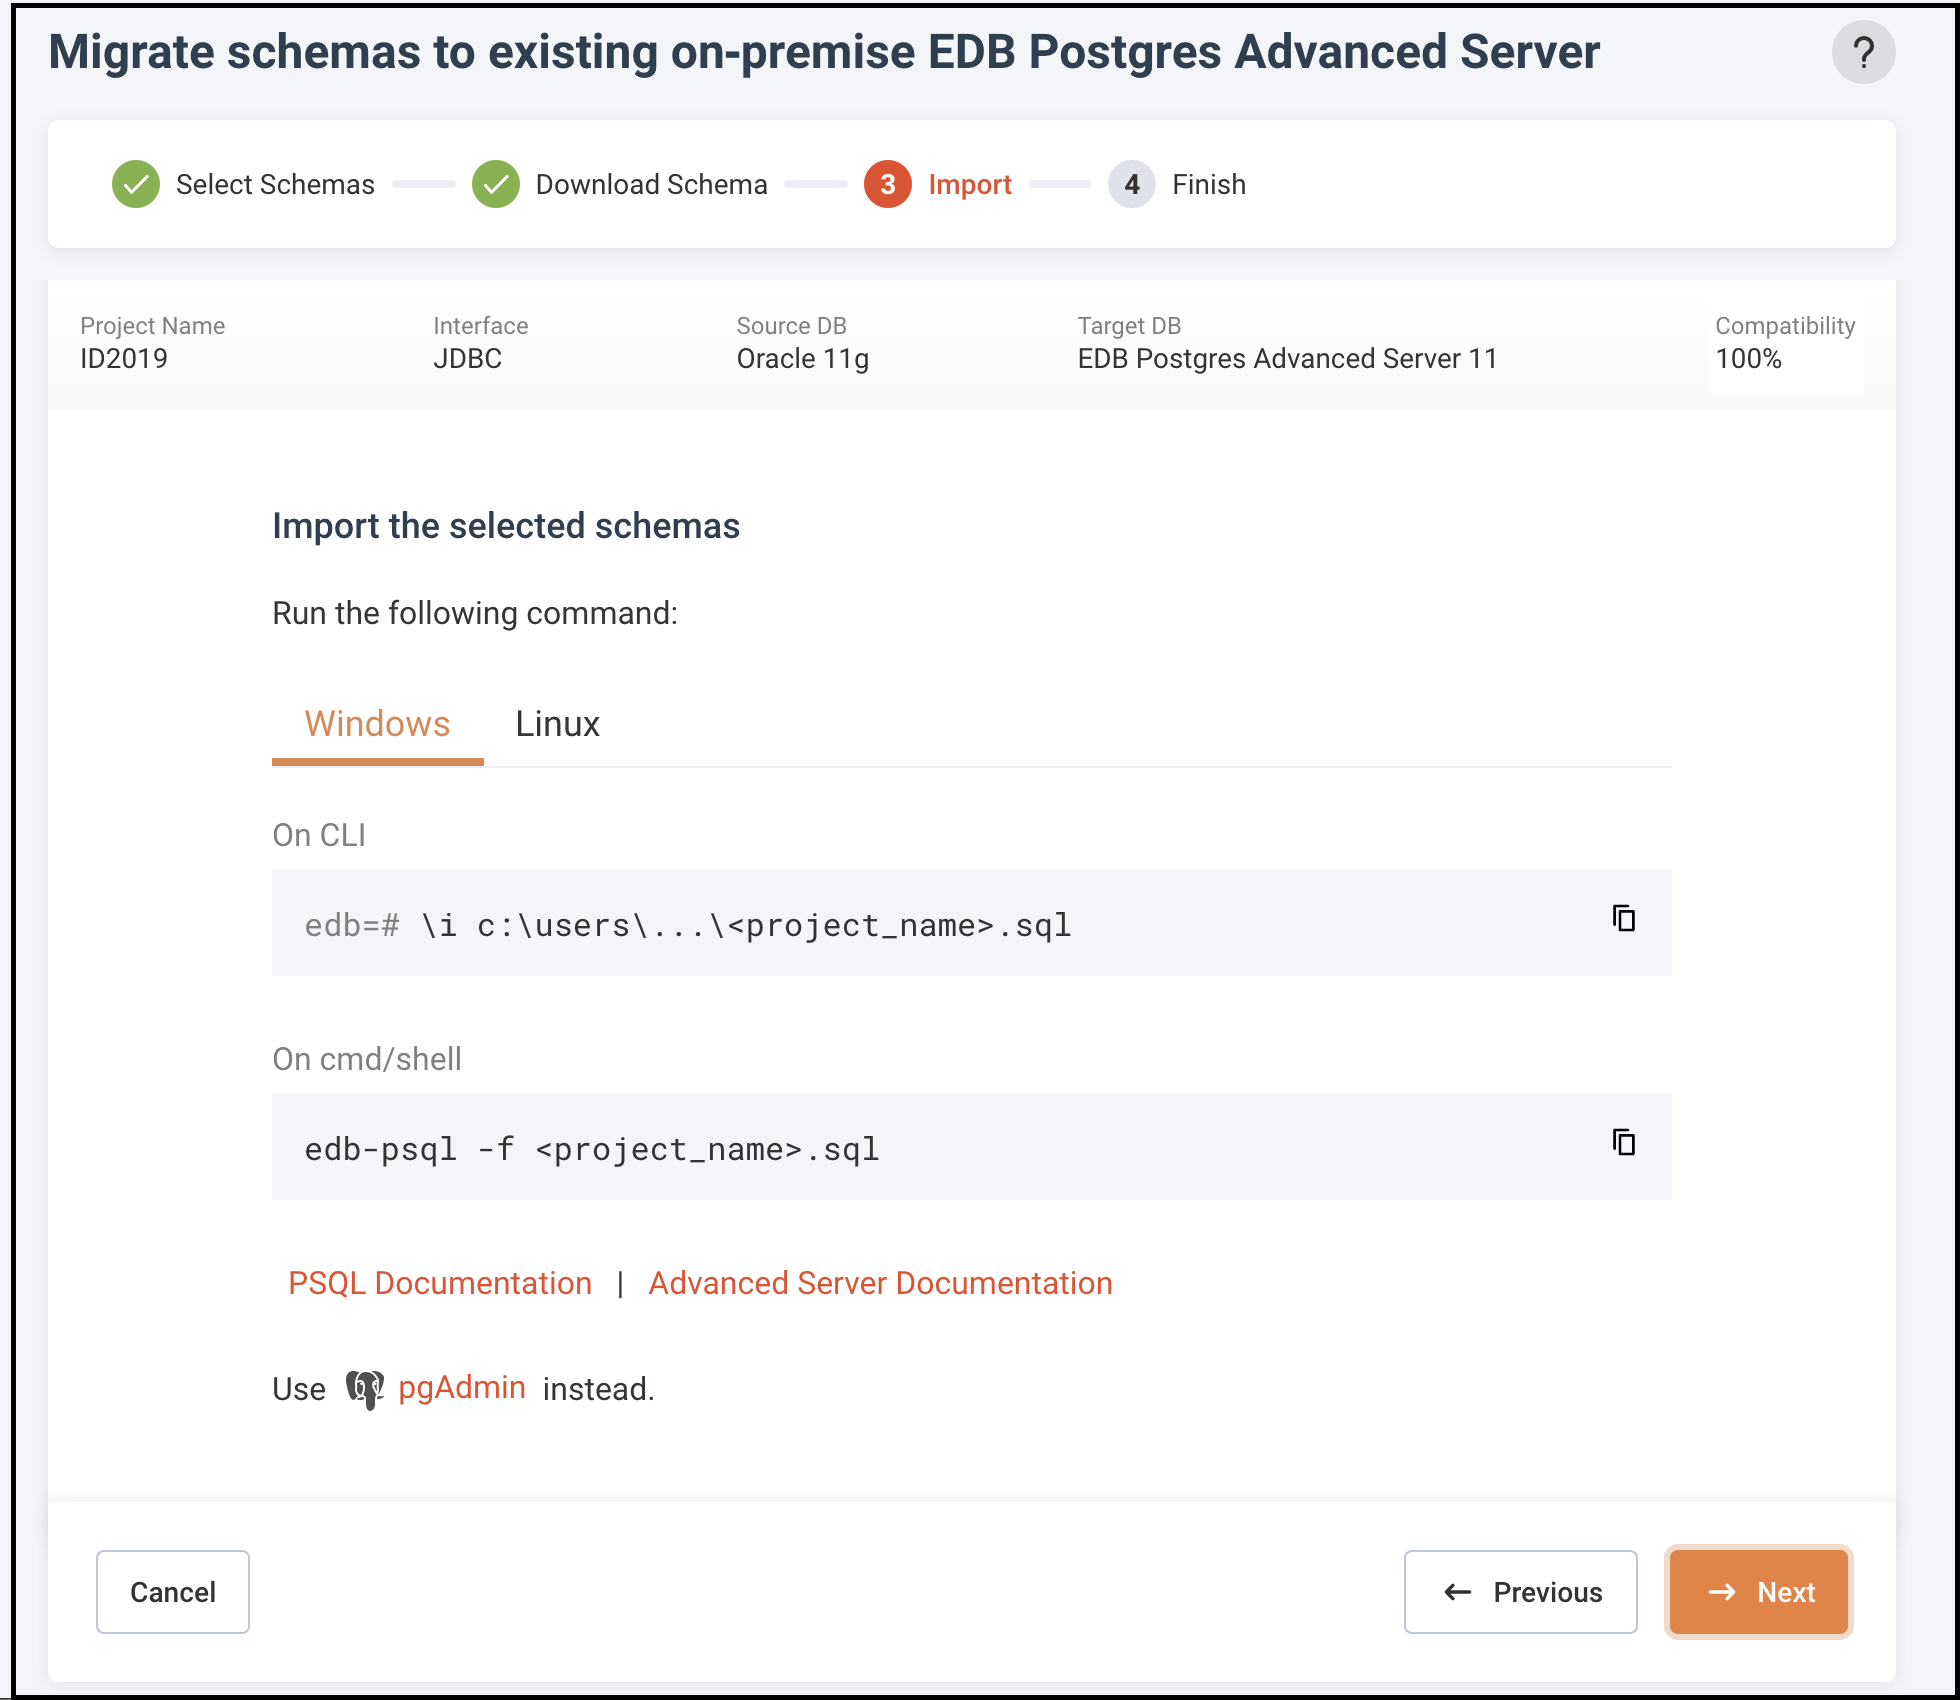 Migrate schemas to existing on-premise EDB Postgres Advanced Server
?
Select Schemas
Download Schema
3 Import
4 Finish
Project Name
ID2019
Interface
JDBC
Source DB
Oracle 11g
Target DB
EDB Postgres Advanced Server 11
Compatibility
100%
Import the selected schemas
Run the following command:
Windows Linux
On CLI
edb=# \i c:\users\...\<project_name>.sql
On cmd/shell
edb-psql -f <project_name>.sql
PSQL Documentation | Advanced Server Documentation
Use pgAdmin instead.
Cancel
← Previous
→ Next